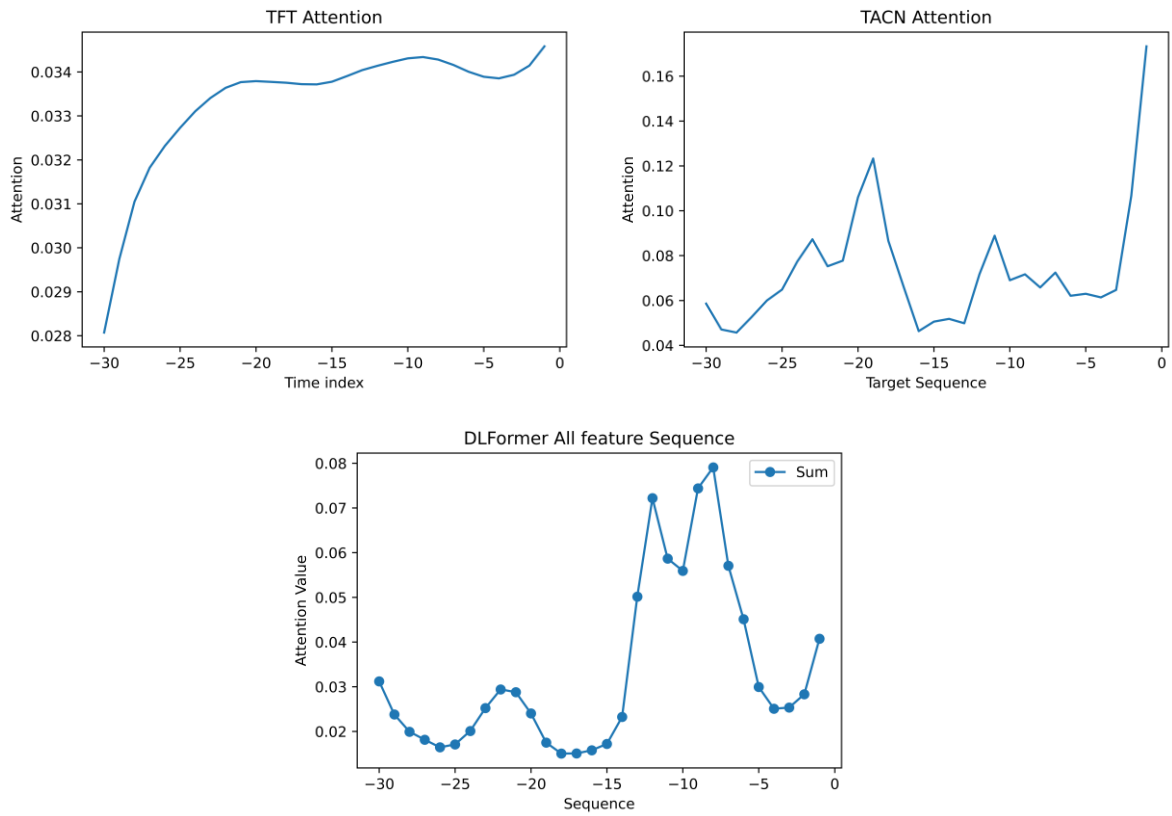 TFT Attention
Attention
0.034
0.033
0.032
0.031
0.030
0.029
0.028
−30 −25 −20 −15 −10 −5 0
Time index
TACN Attention
Attention
0.16
0.14
0.12
0.10
0.08
0.06
0.04
−30 −25 −20 −15 −10 −5 0
Target Sequence
DLFormer All feature Sequence
Sum
Attention Value
0.08
0.07
0.06
0.05
0.04
0.03
0.02
−30 −25 −20 −15 −10 −5 0
Sequence